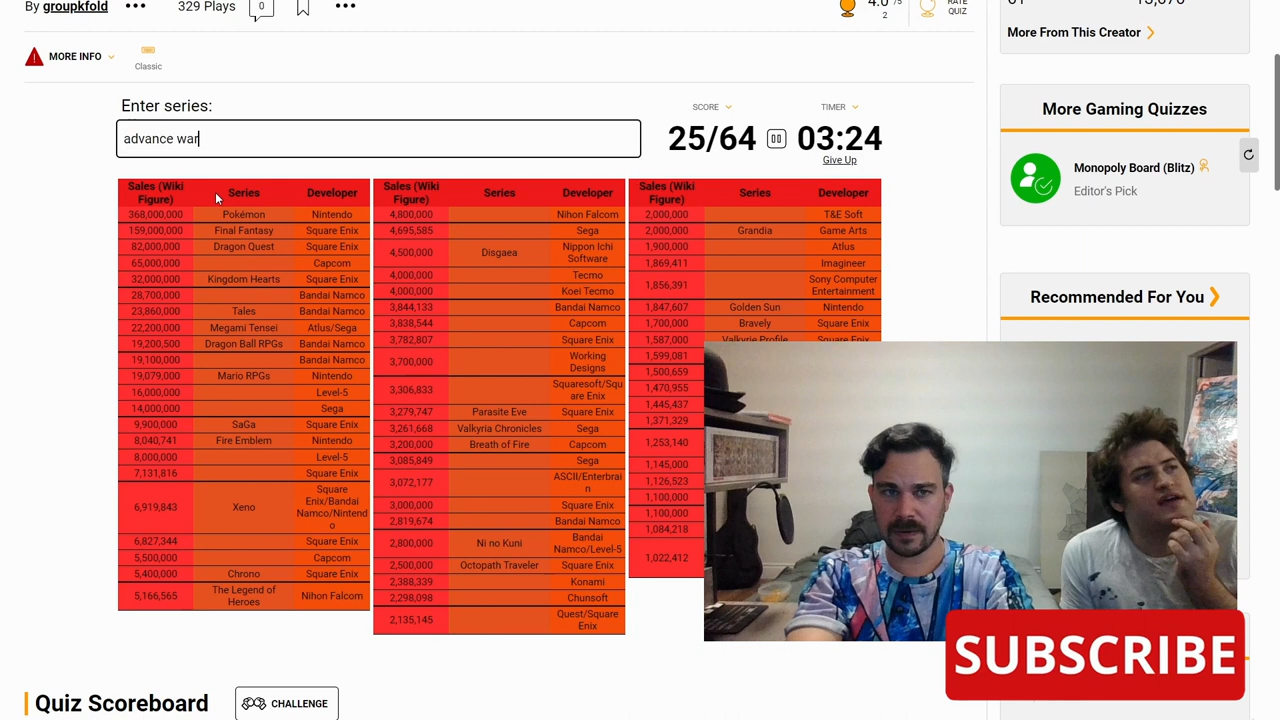 By groupkfold ••• 329 Plays 0 •••
4.0 /5
2
RATE
QUIZ
MORE INFO
Classic
Enter series:
advance war
SCORE
TIMER
25/64
03:24
Give Up
Sales (Wiki Figure) Series Developer
368,000,000 Pokémon Nintendo
159,000,000 Final Fantasy Square Enix
82,000,000 Dragon Quest Square Enix
65,000,000 Capcom
32,000,000 Kingdom Hearts Square Enix
28,700,000 Bandai Namco
23,860,000 Tales Bandai Namco
22,200,000 Megami Tensei Atlus/Sega
19,200,500 Dragon Ball RPGs Bandai Namco
19,100,000 Bandai Namco
19,079,000 Mario RPGs Nintendo
16,000,000 Level-5
14,000,000 Sega
9,900,000 SaGa Square Enix
8,040,741 Fire Emblem Nintendo
8,000,000 Level-5
7,131,816 Square Enix
6,919,843 Xeno Square Enix/Bandai Namco/Nintendo
6,827,344 Square Enix
5,500,000 Capcom
5,400,000 Chrono Square Enix
5,166,565 The Legend of Heroes Nihon Falcom
Sales (Wiki Figure) Series Developer
4,800,000 Nihon Falcom
4,695,585 Sega
4,500,000 Disgaea Nippon Ichi Software
4,000,000 Tecmo
4,000,000 Koei Tecmo
3,844,133 Bandai Namco
3,838,544 Capcom
3,782,807 Square Enix
3,700,000 Working Designs
3,306,833 Squaresoft/Square Enix
3,279,747 Parasite Eve Square Enix
3,261,668 Valkyria Chronicles Sega
3,200,000 Breath of Fire Capcom
3,085,849 Sega
3,072,177 ASCII/Enterbrain
3,000,000 Square Enix
2,819,674 Bandai Namco
2,800,000 Ni no Kuni Bandai Namco/Level-5
2,500,000 Octopath Traveler Square Enix
2,388,339 Konami
2,298,098 Chunsoft
2,135,145 Quest/Square Enix
Sales (Wiki Figure) Series Developer
2,000,000 T&E Soft
2,000,000 Grandia Game Arts
1,900,000 Atlus
1,869,411 Imagineer
1,856,391 Sony Computer Entertainment
1,847,607 Golden Sun Nintendo
1,700,000 Bravely Square Enix
1,587,000 Valkyrie Profile Square Enix
1,599,081
1,500,659
1,470,955
1,445,437
1,371,329
1,253,140
1,145,000
1,126,523
1,100,000
1,100,000
1,084,218
1,022,412
More From This Creator
More Gaming Quizzes
Monopoly Board (Blitz)
Editor's Pick
Recommended For You
SUBSCRIBE
Quiz Scoreboard
CHALLENGE